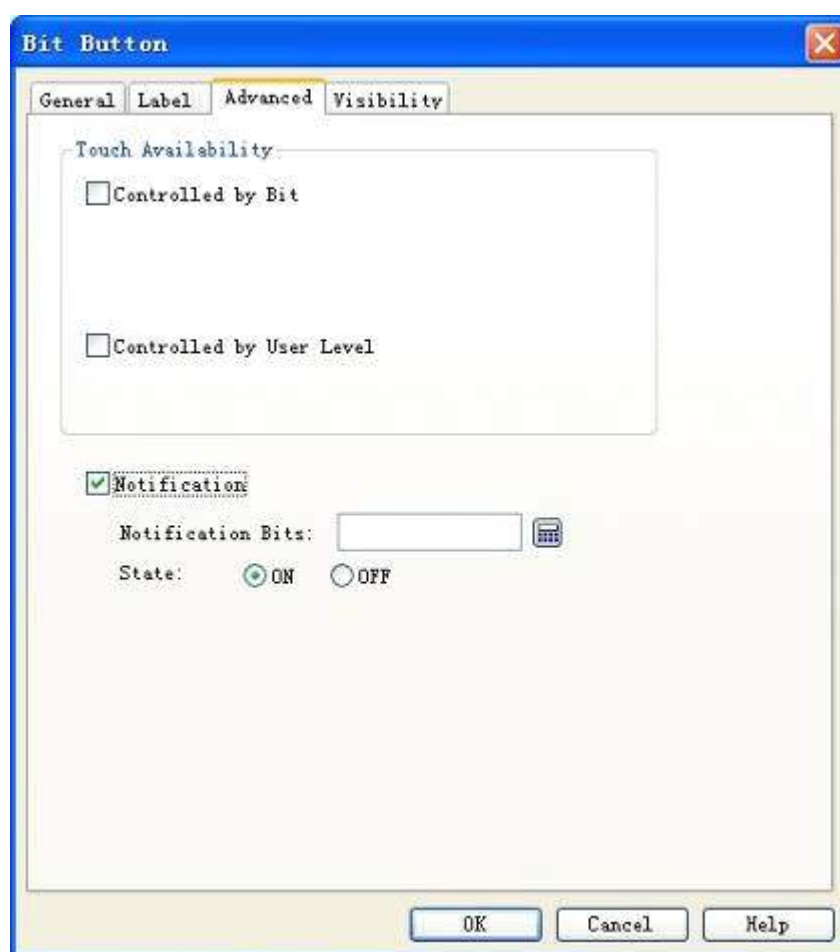 Bit Button
General Label Advanced Visibility
Touch Availability
Controlled by Bit
Controlled by User Level
Notification
Notification Bits:
State: ON OFF
OK Cancel Help